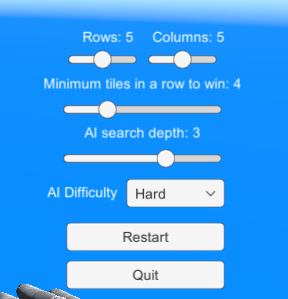 Rows: 5 Columns: 5
Minimum tiles in a row to win: 4
AI search depth: 3
AI Difficulty Hard
Restart
Quit